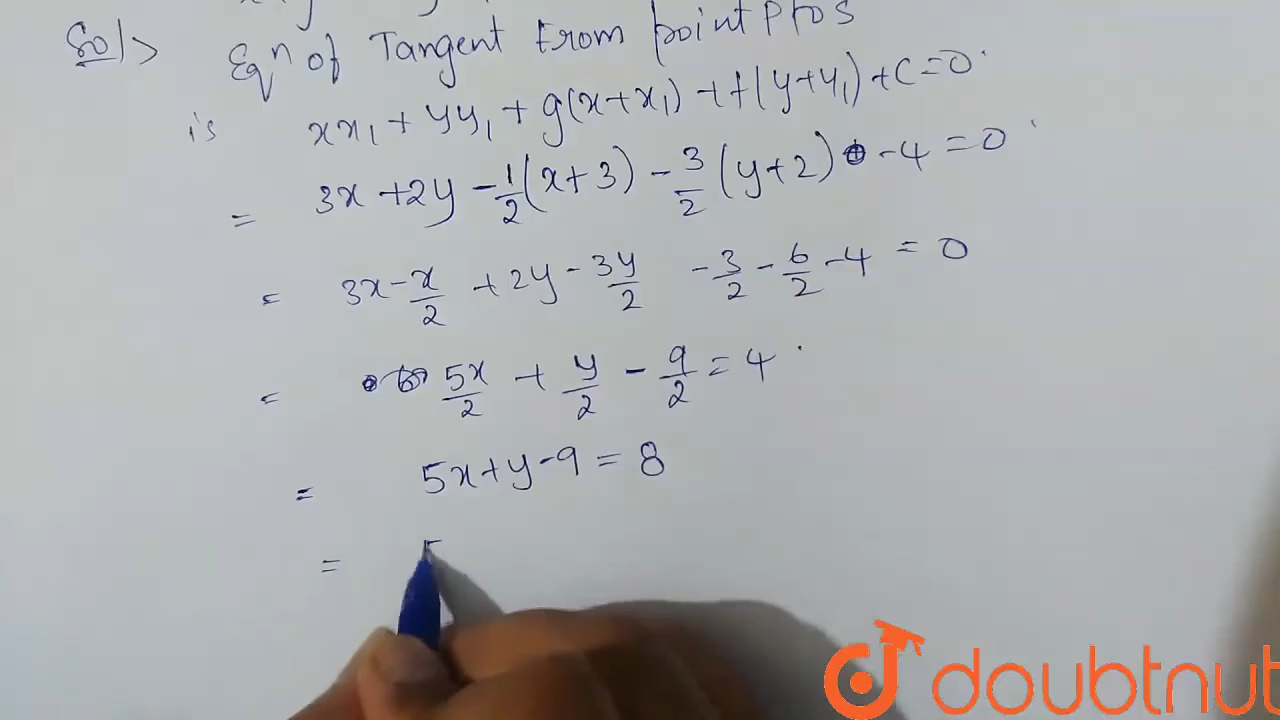 Sol>
Eqn of Tangent from point P to S
is xx₁ + yy₁ + g(x+x₁) + f(y+y₁) + c = 0.
= 3x + 2y - 1/2 (x+3) - 3/2 (y+2) - 4 = 0
= 3x - x/2 + 2y - 3y/2 - 3/2 - 6/2 - 4 = 0
= 5x/2 + y/2 - 9/2 = 4
= 5x + y - 9 = 8
= 5
doubtnut